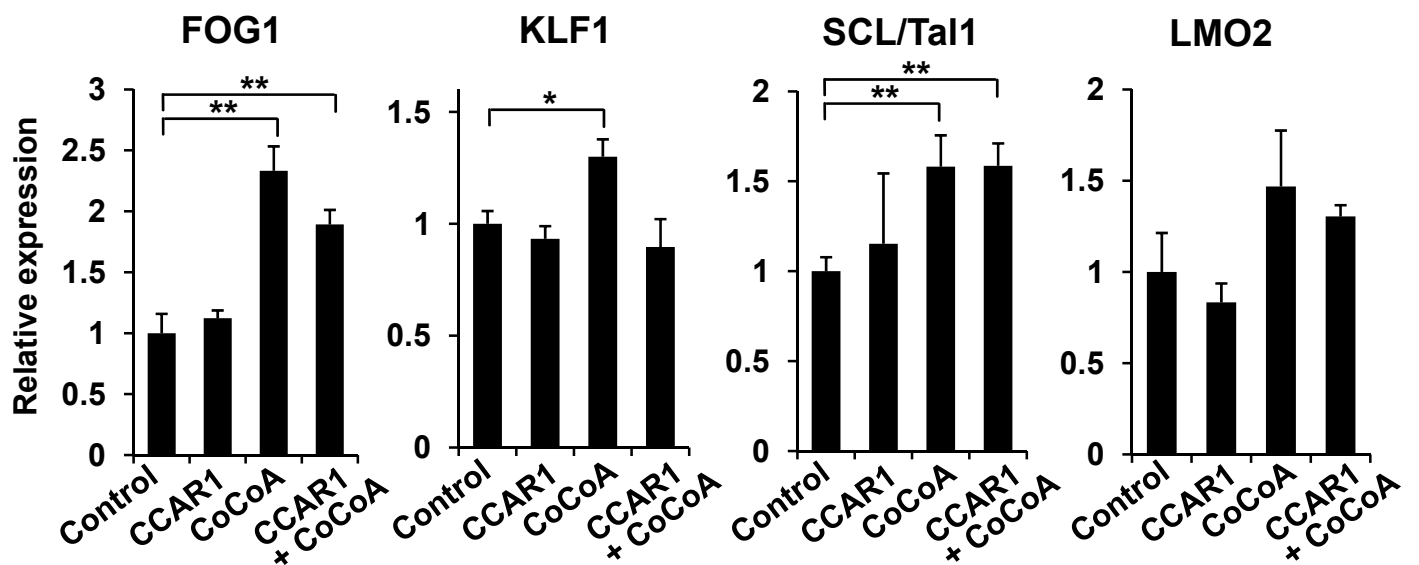 FOG1
KLF1
SCL/Tal1
LMO2
Relative expression
3
2.5
2
1.5
1
0.5
0
**
**
Control
CCAR1
CoCoA
CCAR1
+ CoCoA
1.5
1
0.5
0
*
Control
CCAR1
CoCoA
CCAR1
+ CoCoA
2
1.5
1
0.5
0
**
**
Control
CCAR1
CoCoA
CCAR1
+ CoCoA
2
1.5
1
0.5
0
Control
CCAR1
CoCoA
CCAR1
+ CoCoA